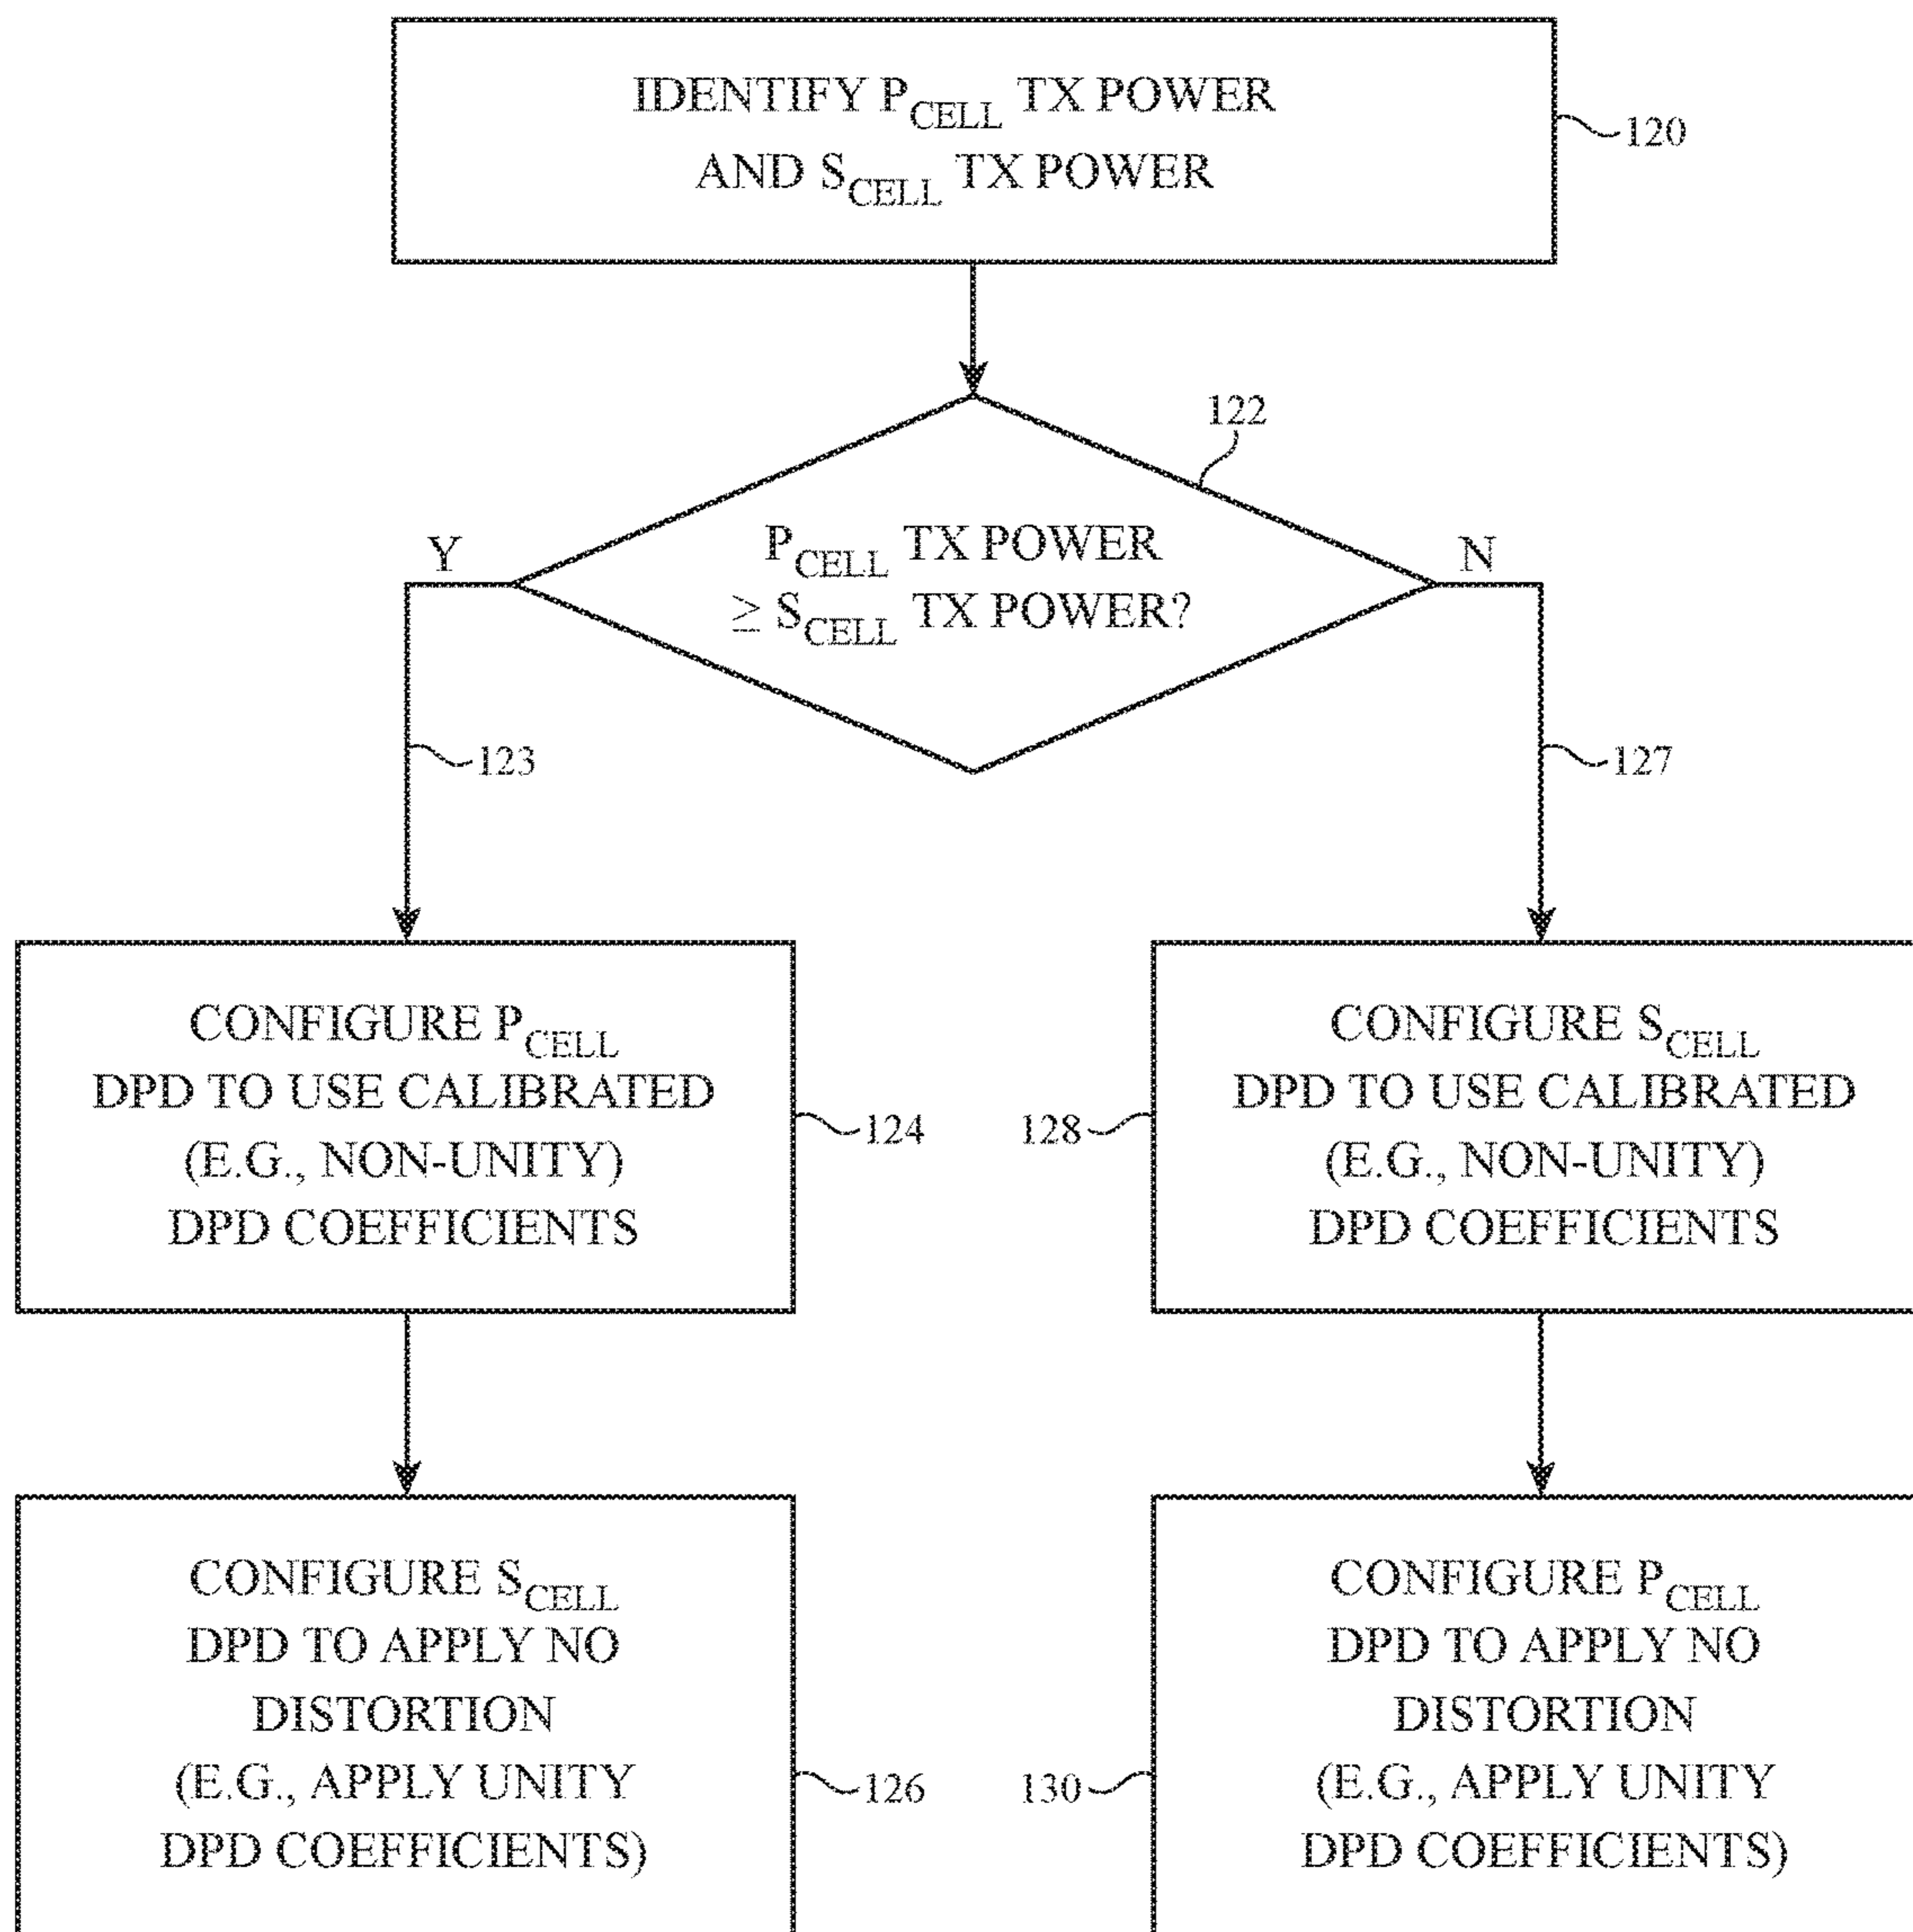 IDENTIFY PCELL TX POWER
AND SCELL TX POWER
120
122
PCELL TX POWER
≥ SCELL TX POWER?
Y
N
123
127
CONFIGURE PCELL
DPD TO USE CALIBRATED
(E.G., NON-UNITY)
DPD COEFFICIENTS
124
128
CONFIGURE SCELL
DPD TO USE CALIBRATED
(E.G., NON-UNITY)
DPD COEFFICIENTS
CONFIGURE SCELL
DPD TO APPLY NO
DISTORTION
(E.G., APPLY UNITY
DPD COEFFICIENTS)
126
130
CONFIGURE PCELL
DPD TO APPLY NO
DISTORTION
(E.G., APPLY UNITY
DPD COEFFICIENTS)